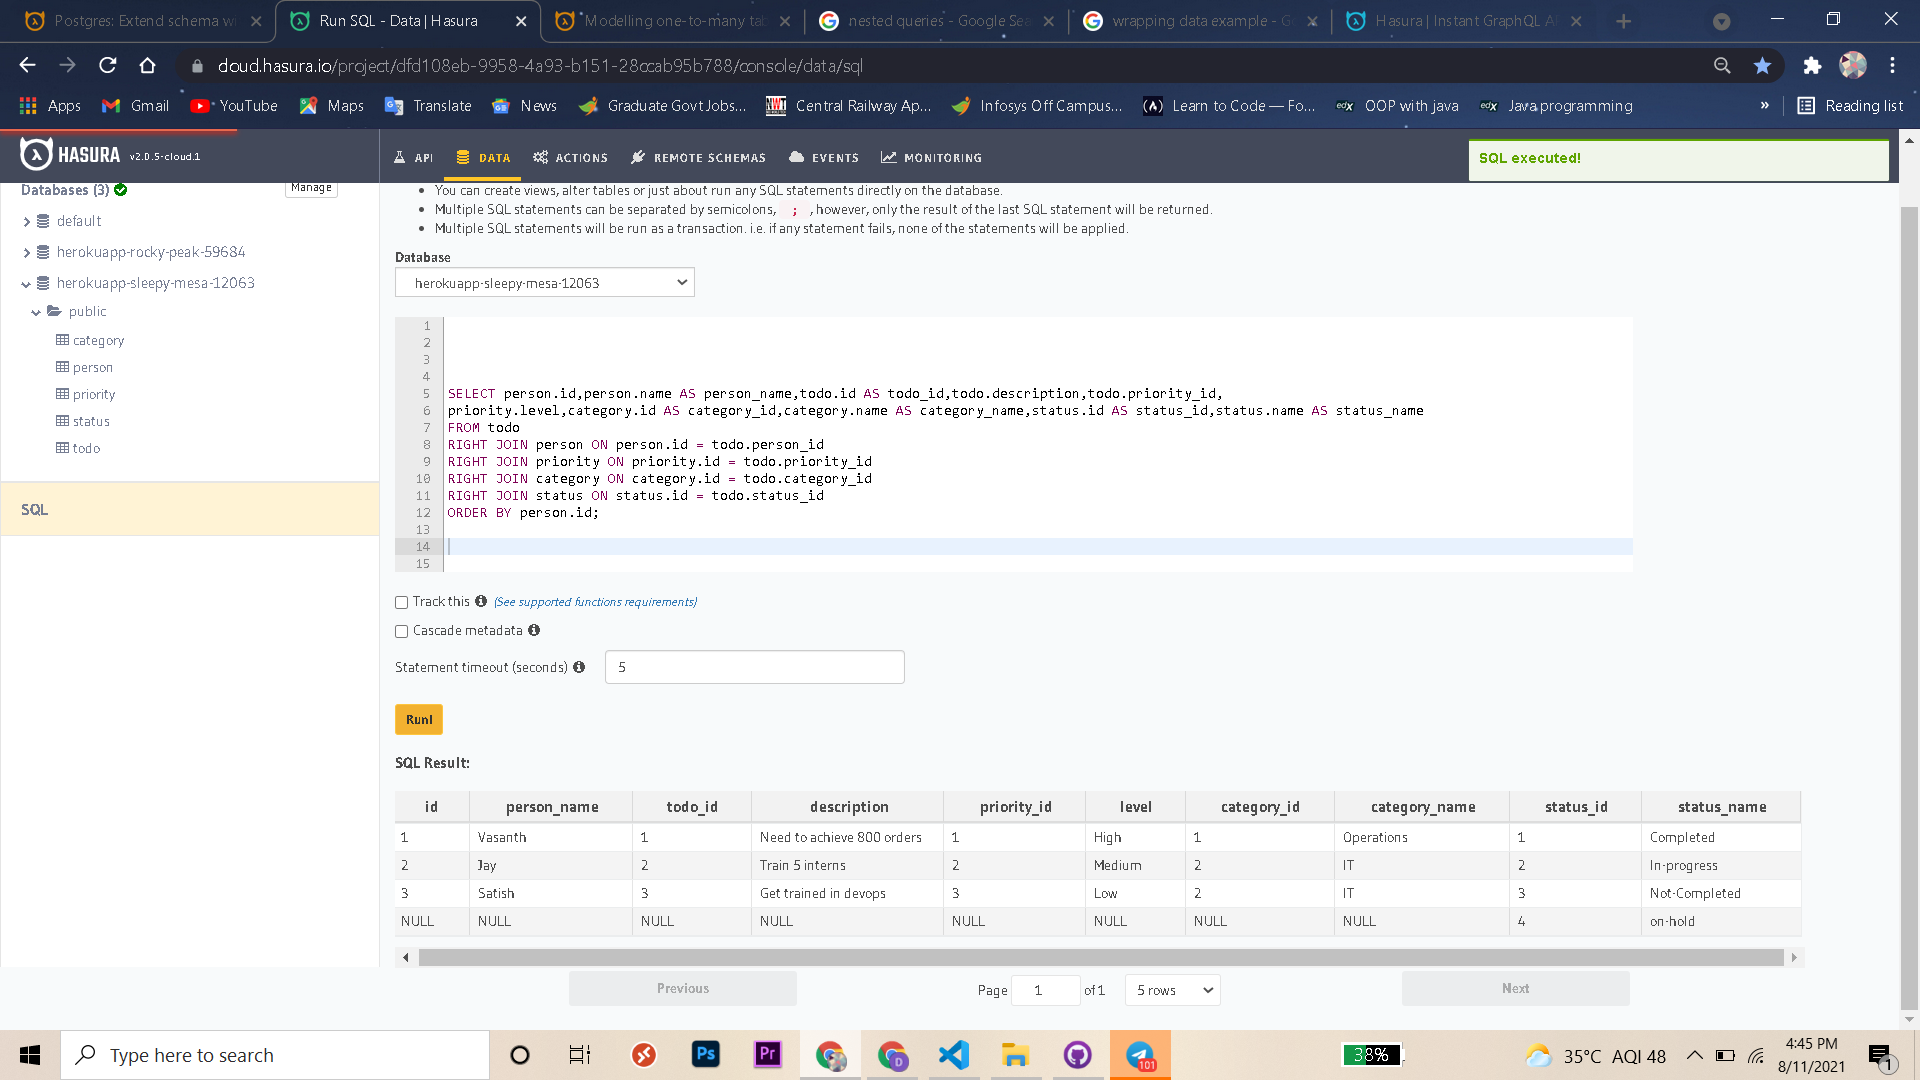 Postgres: Extend schema wi
Run SQL - Data | Hasura
Modelling one-to-many tab
nested queries - Google Sea
wrapping data example - G
Hasura | Instant GraphQL A
cloud.hasura.io/project/dfd108eb-9958-4a93-b151-28ccab95b788/console/data/sql
Apps
Gmail
YouTube
Maps
Translate
News
Graduate Govt Jobs...
Central Railway Ap...
Infosys Off Campus...
Learn to Code — Fo...
OOP with java
Java programming
»
Reading list
HASURA v2.0.5-cloud.1
API
DATA
ACTIONS
REMOTE SCHEMAS
EVENTS
MONITORING
SQL executed!
Databases (3)
Manage
default
herokuapp-rocky-peak-59684
herokuapp-sleepy-mesa-12063
public
category
person
priority
status
todo
SQL
• You can create views, alter tables or just about run any SQL statements directly on the database.
• Multiple SQL statements can be separated by semicolons, ; , however, only the result of the last SQL statement will be returned.
• Multiple SQL statements will be run as a transaction. i.e. if any statement fails, none of the statements will be applied.
Database
herokuapp-sleepy-mesa-12063
1
2
3
4
5 SELECT person.id,person.name AS person_name,todo.id AS todo_id,todo.description,todo.priority_id,
6 priority.level,category.id AS category_id,category.name AS category_name,status.id AS status_id,status.name AS status_name
7 FROM todo
8 RIGHT JOIN person ON person.id = todo.person_id
9 RIGHT JOIN priority ON priority.id = todo.priority_id
10 RIGHT JOIN category ON category.id = todo.category_id
11 RIGHT JOIN status ON status.id = todo.status_id
12 ORDER BY person.id;
13
14
15
Track this (See supported functions requirements)
Cascade metadata
Statement timeout (seconds) 5
Run!
SQL Result:
id person_name todo_id description priority_id level category_id category_name status_id status_name
1 Vasanth 1 Need to achieve 800 orders 1 High 1 Operations 1 Completed
2 Jay 2 Train 5 interns 2 Medium 2 IT 2 In-progress
3 Satish 3 Get trained in devops 3 Low 2 IT 3 Not-Completed
NULL NULL NULL NULL NULL NULL NULL NULL 4 on-hold
Previous
Page 1 of 1
5 rows
Next
Type here to search
Ps
Pr
D
101
38%
35°C AQI 48
4:45 PM
8/11/2021
1